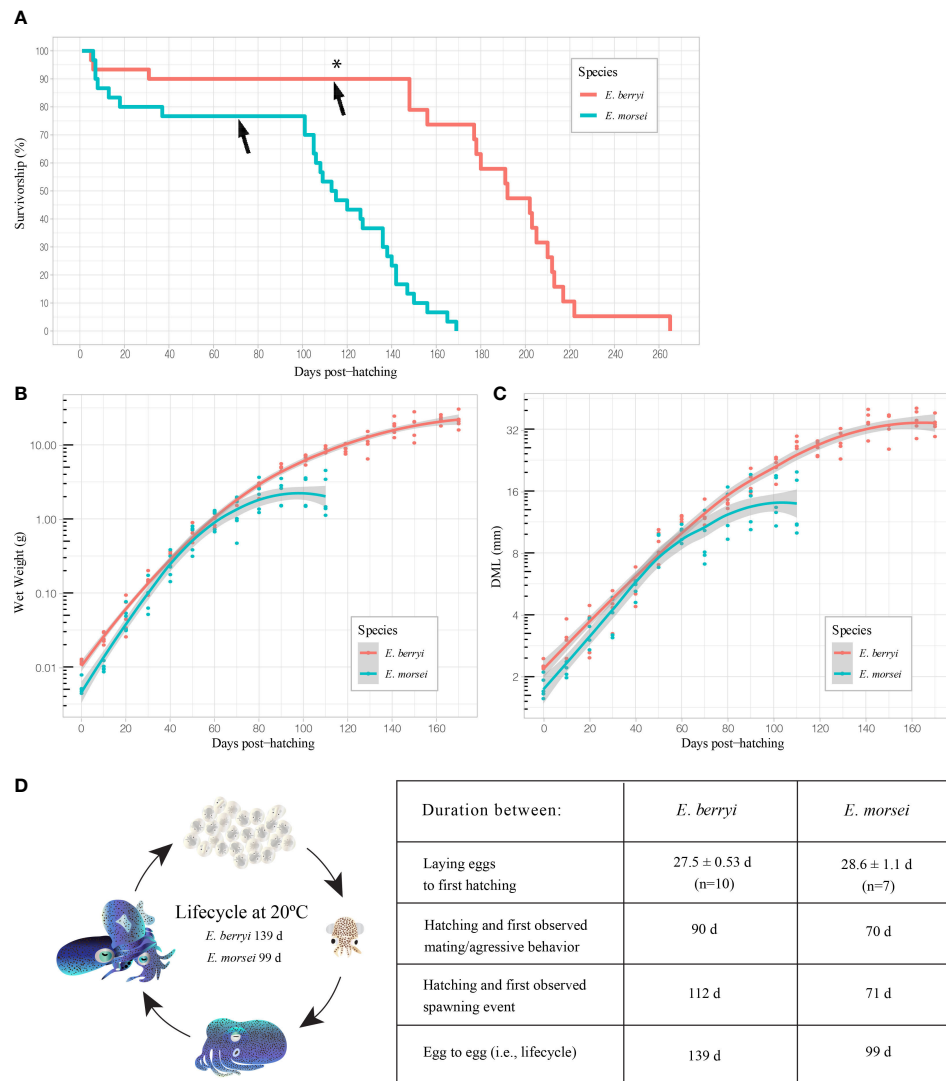 A
100
90
80
70
60
50
40
30
20
10
0
Survivorship (%)
*
Species
E. berryi
E. morsei
0 20 40 60 80 100 120 140 160 180 200 220 240 260
Days post-hatching
B
10.00
1.00
0.10
0.01
Wet Weight (g)
Species
E. berryi
E. morsei
0 20 40 60 80 100 120 140 160
Days post-hatching
C
32
16
8
4
2
DML (mm)
Species
E. berryi
E. morsei
0 20 40 60 80 100 120 140 160
Days post-hatching
D
Lifecycle at 20ºC
E. berryi 139 d
E. morsei 99 d
Duration between: E. berryi E. morsei
Laying eggs
to first hatching
27.5 ± 0.53 d
(n=10)
28.6 ± 1.1 d
(n=7)
Hatching and first observed
mating/agressive behavior
90 d 70 d
Hatching and first observed
spawning event
112 d 71 d
Egg to egg (i.e., lifecycle) 139 d 99 d